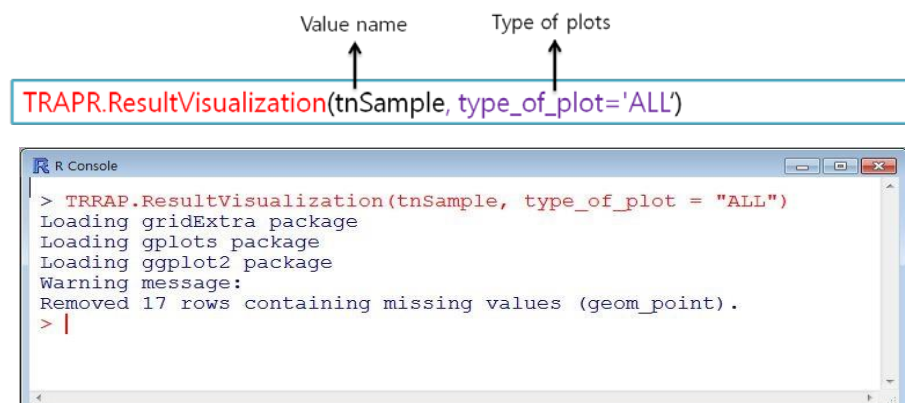 Value name Type of plots
TRAPR.ResultVisualization(tnSample, type_of_plot='ALL')
R R Console
> TRRAP.ResultVisualization(tnSample, type_of_plot = "ALL")
Loading gridExtra package
Loading gplots package
Loading ggplot2 package
Warning message:
Removed 17 rows containing missing values (geom_point).
> |